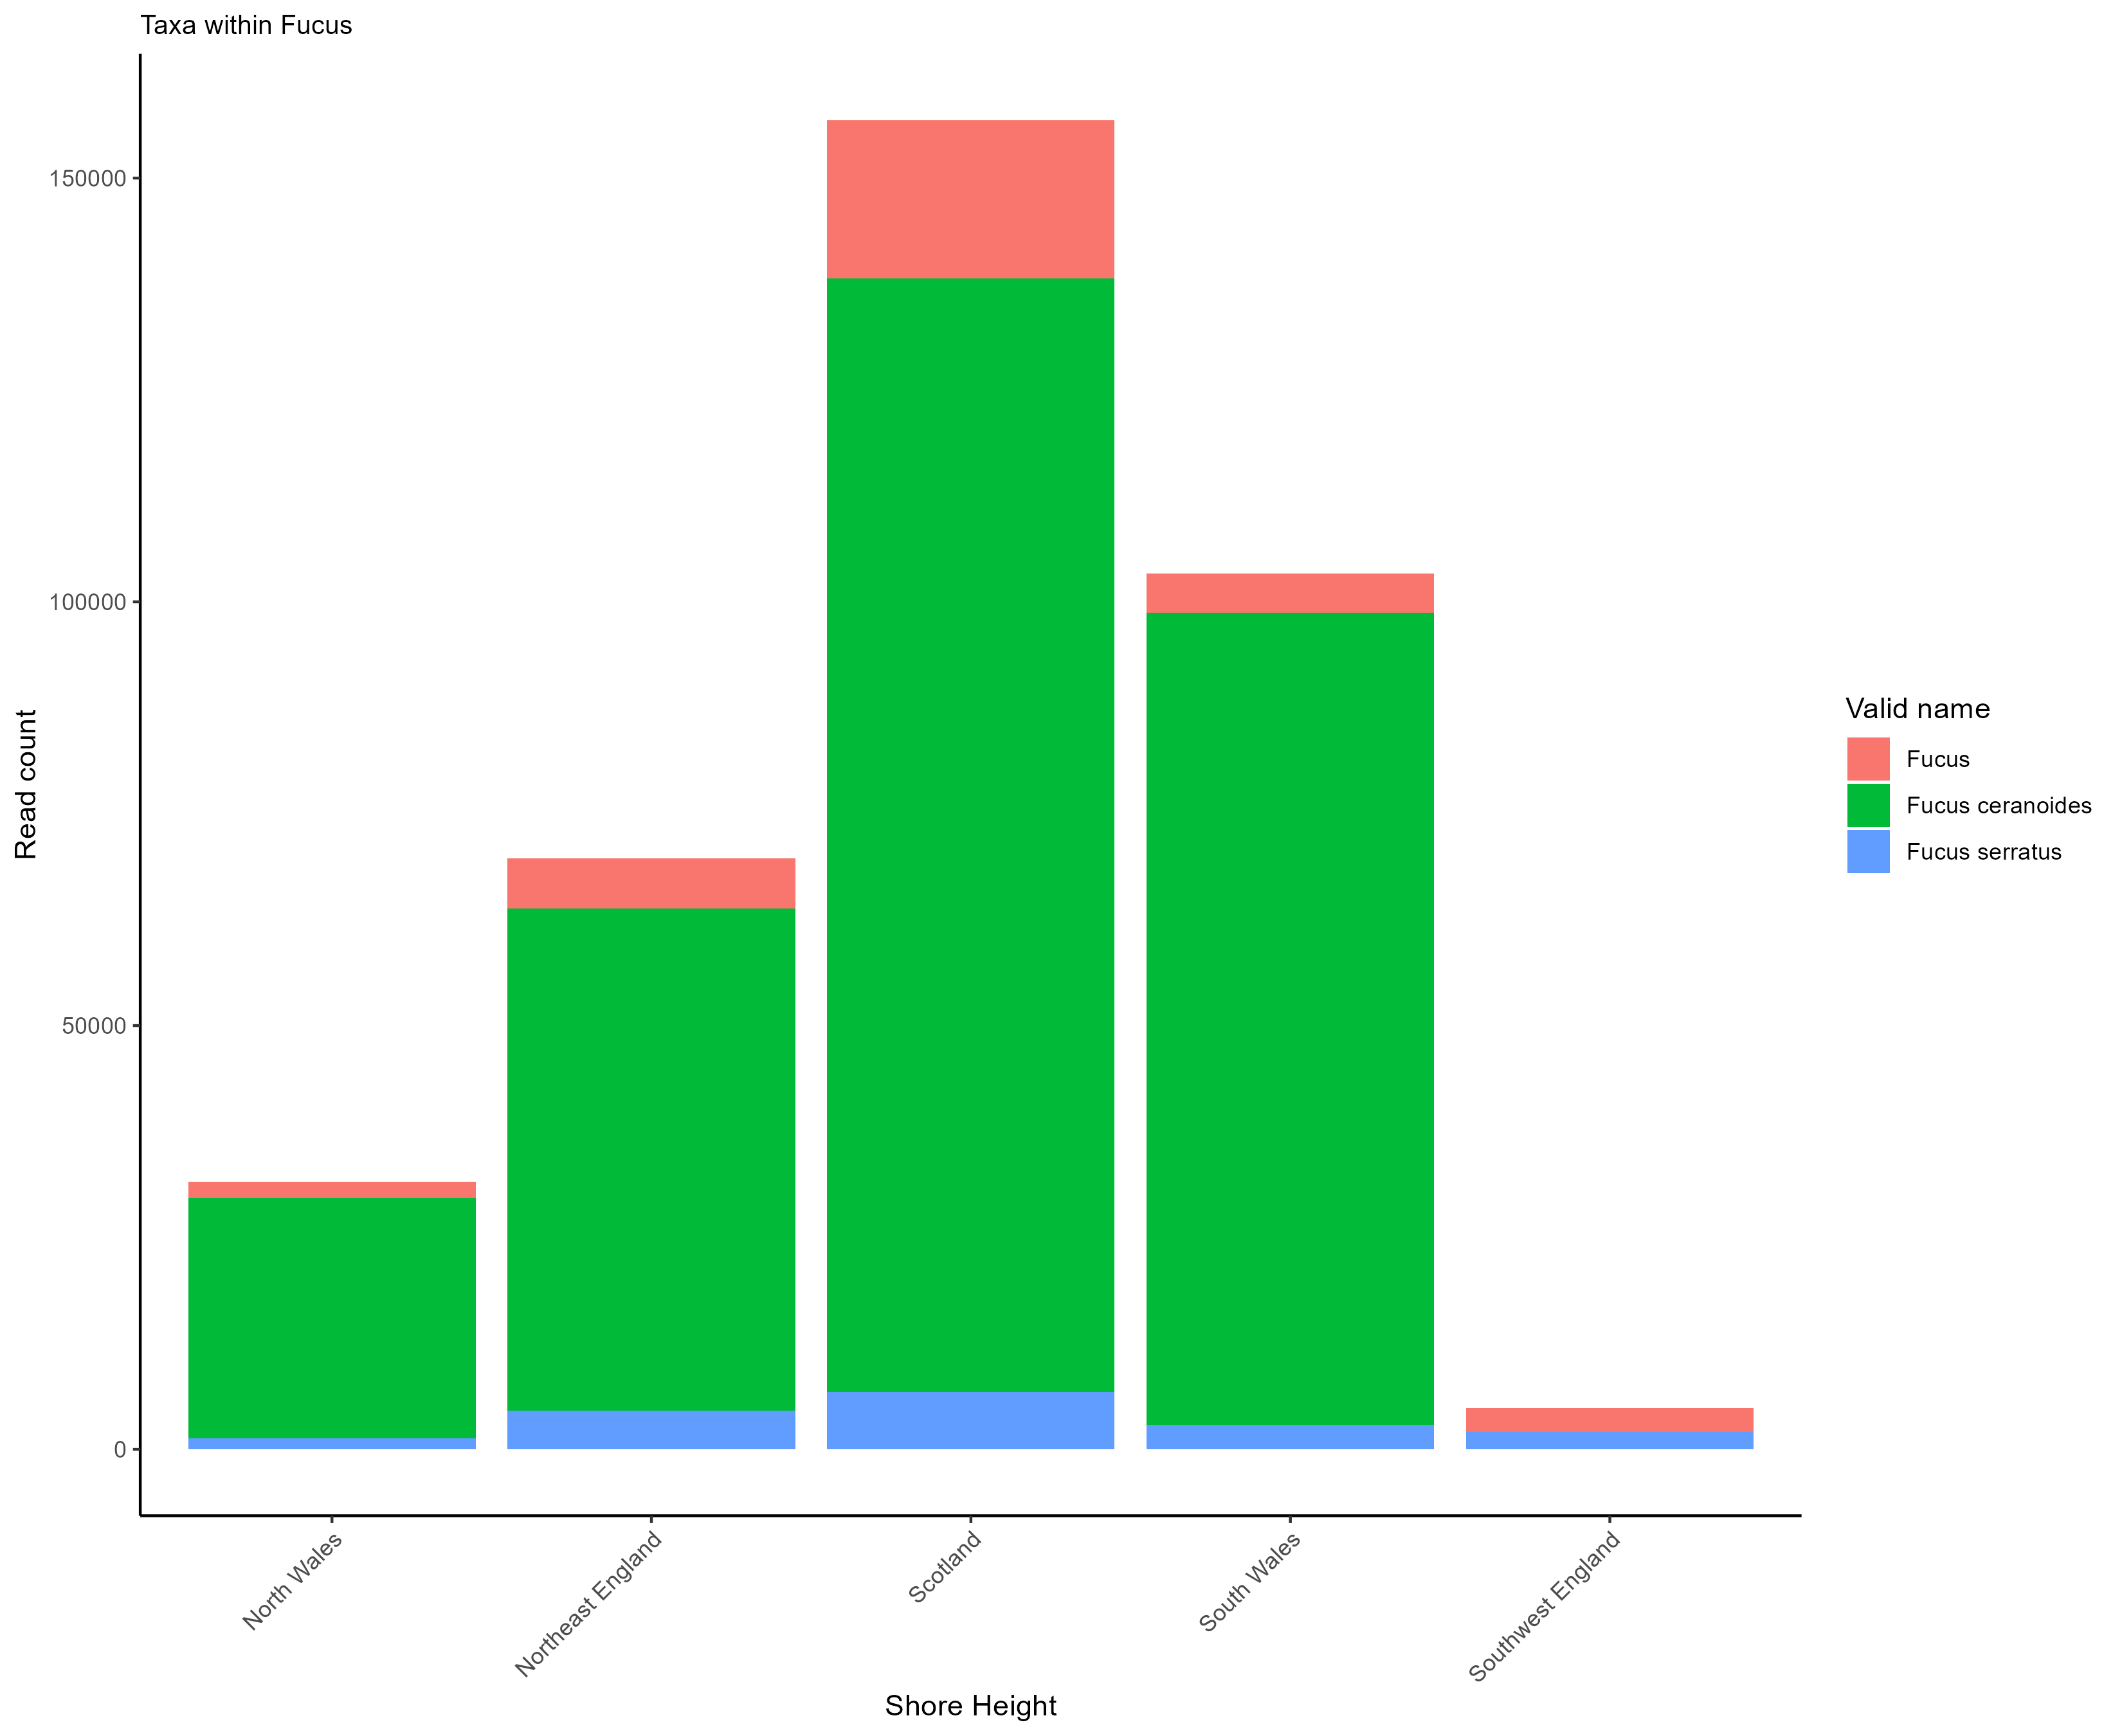 Taxa within Fucus
Read count
150000
100000
50000
0
North Wales
Northeast England
Scotland
South Wales
Southwest England
Shore Height
Valid name
Fucus
Fucus ceranoides
Fucus serratus